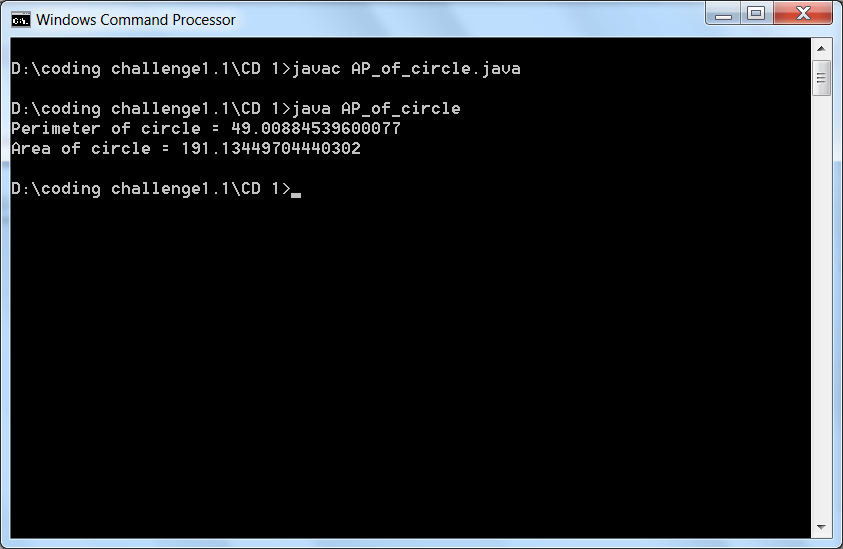 Windows Command Processor
D:\coding challenge1.1\CD 1>javac AP_of_circle.java
D:\coding challenge1.1\CD 1>java AP_of_circle
Perimeter of circle = 49.00884539600077
Area of circle = 191.13449704440302
D:\coding challenge1.1\CD 1>